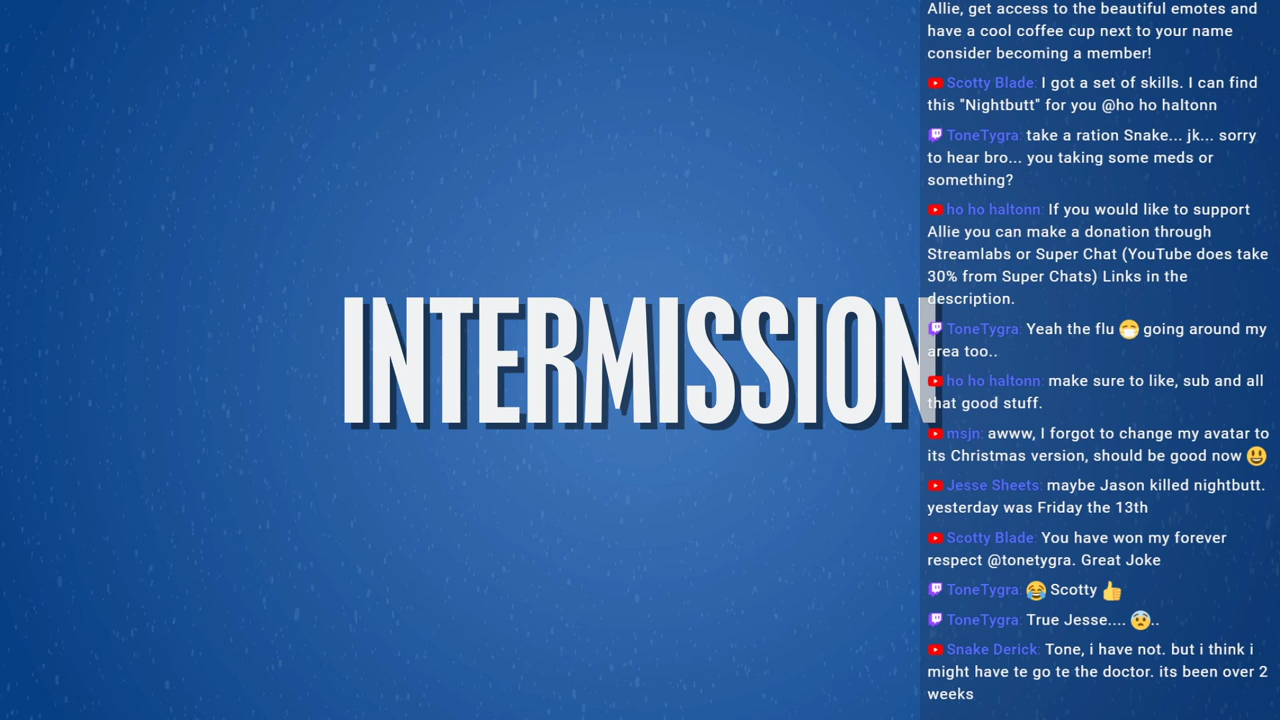 INTERMISSION
Allie, get access to the beautiful emotes and
have a cool coffee cup next to your name
consider becoming a member!
Scotty Blade: I got a set of skills. I can find
this "Nightbutt" for you @ho ho haltonn
ToneTygra: take a ration Snake... jk... sorry
to hear bro... you taking some meds or
something?
ho ho haltonn: If you would like to support
Allie you can make a donation through
Streamlabs or Super Chat (YouTube does take
30% from Super Chats) Links in the
description.
ToneTygra: Yeah the flu 😷 going around my
area too..
ho ho haltonn: make sure to like, sub and all
that good stuff.
msjn: awww, I forgot to change my avatar to
its Christmas version, should be good now 😃
Jesse Sheets: maybe Jason killed nightbutt.
yesterday was Friday the 13th
Scotty Blade: You have won my forever
respect @tonetygra. Great Joke
ToneTygra: 😂 Scotty 👍
ToneTygra: True Jesse.... 😰..
Snake Derick: Tone, i have not. but i think i
might have te go te the doctor. its been over 2
weeks